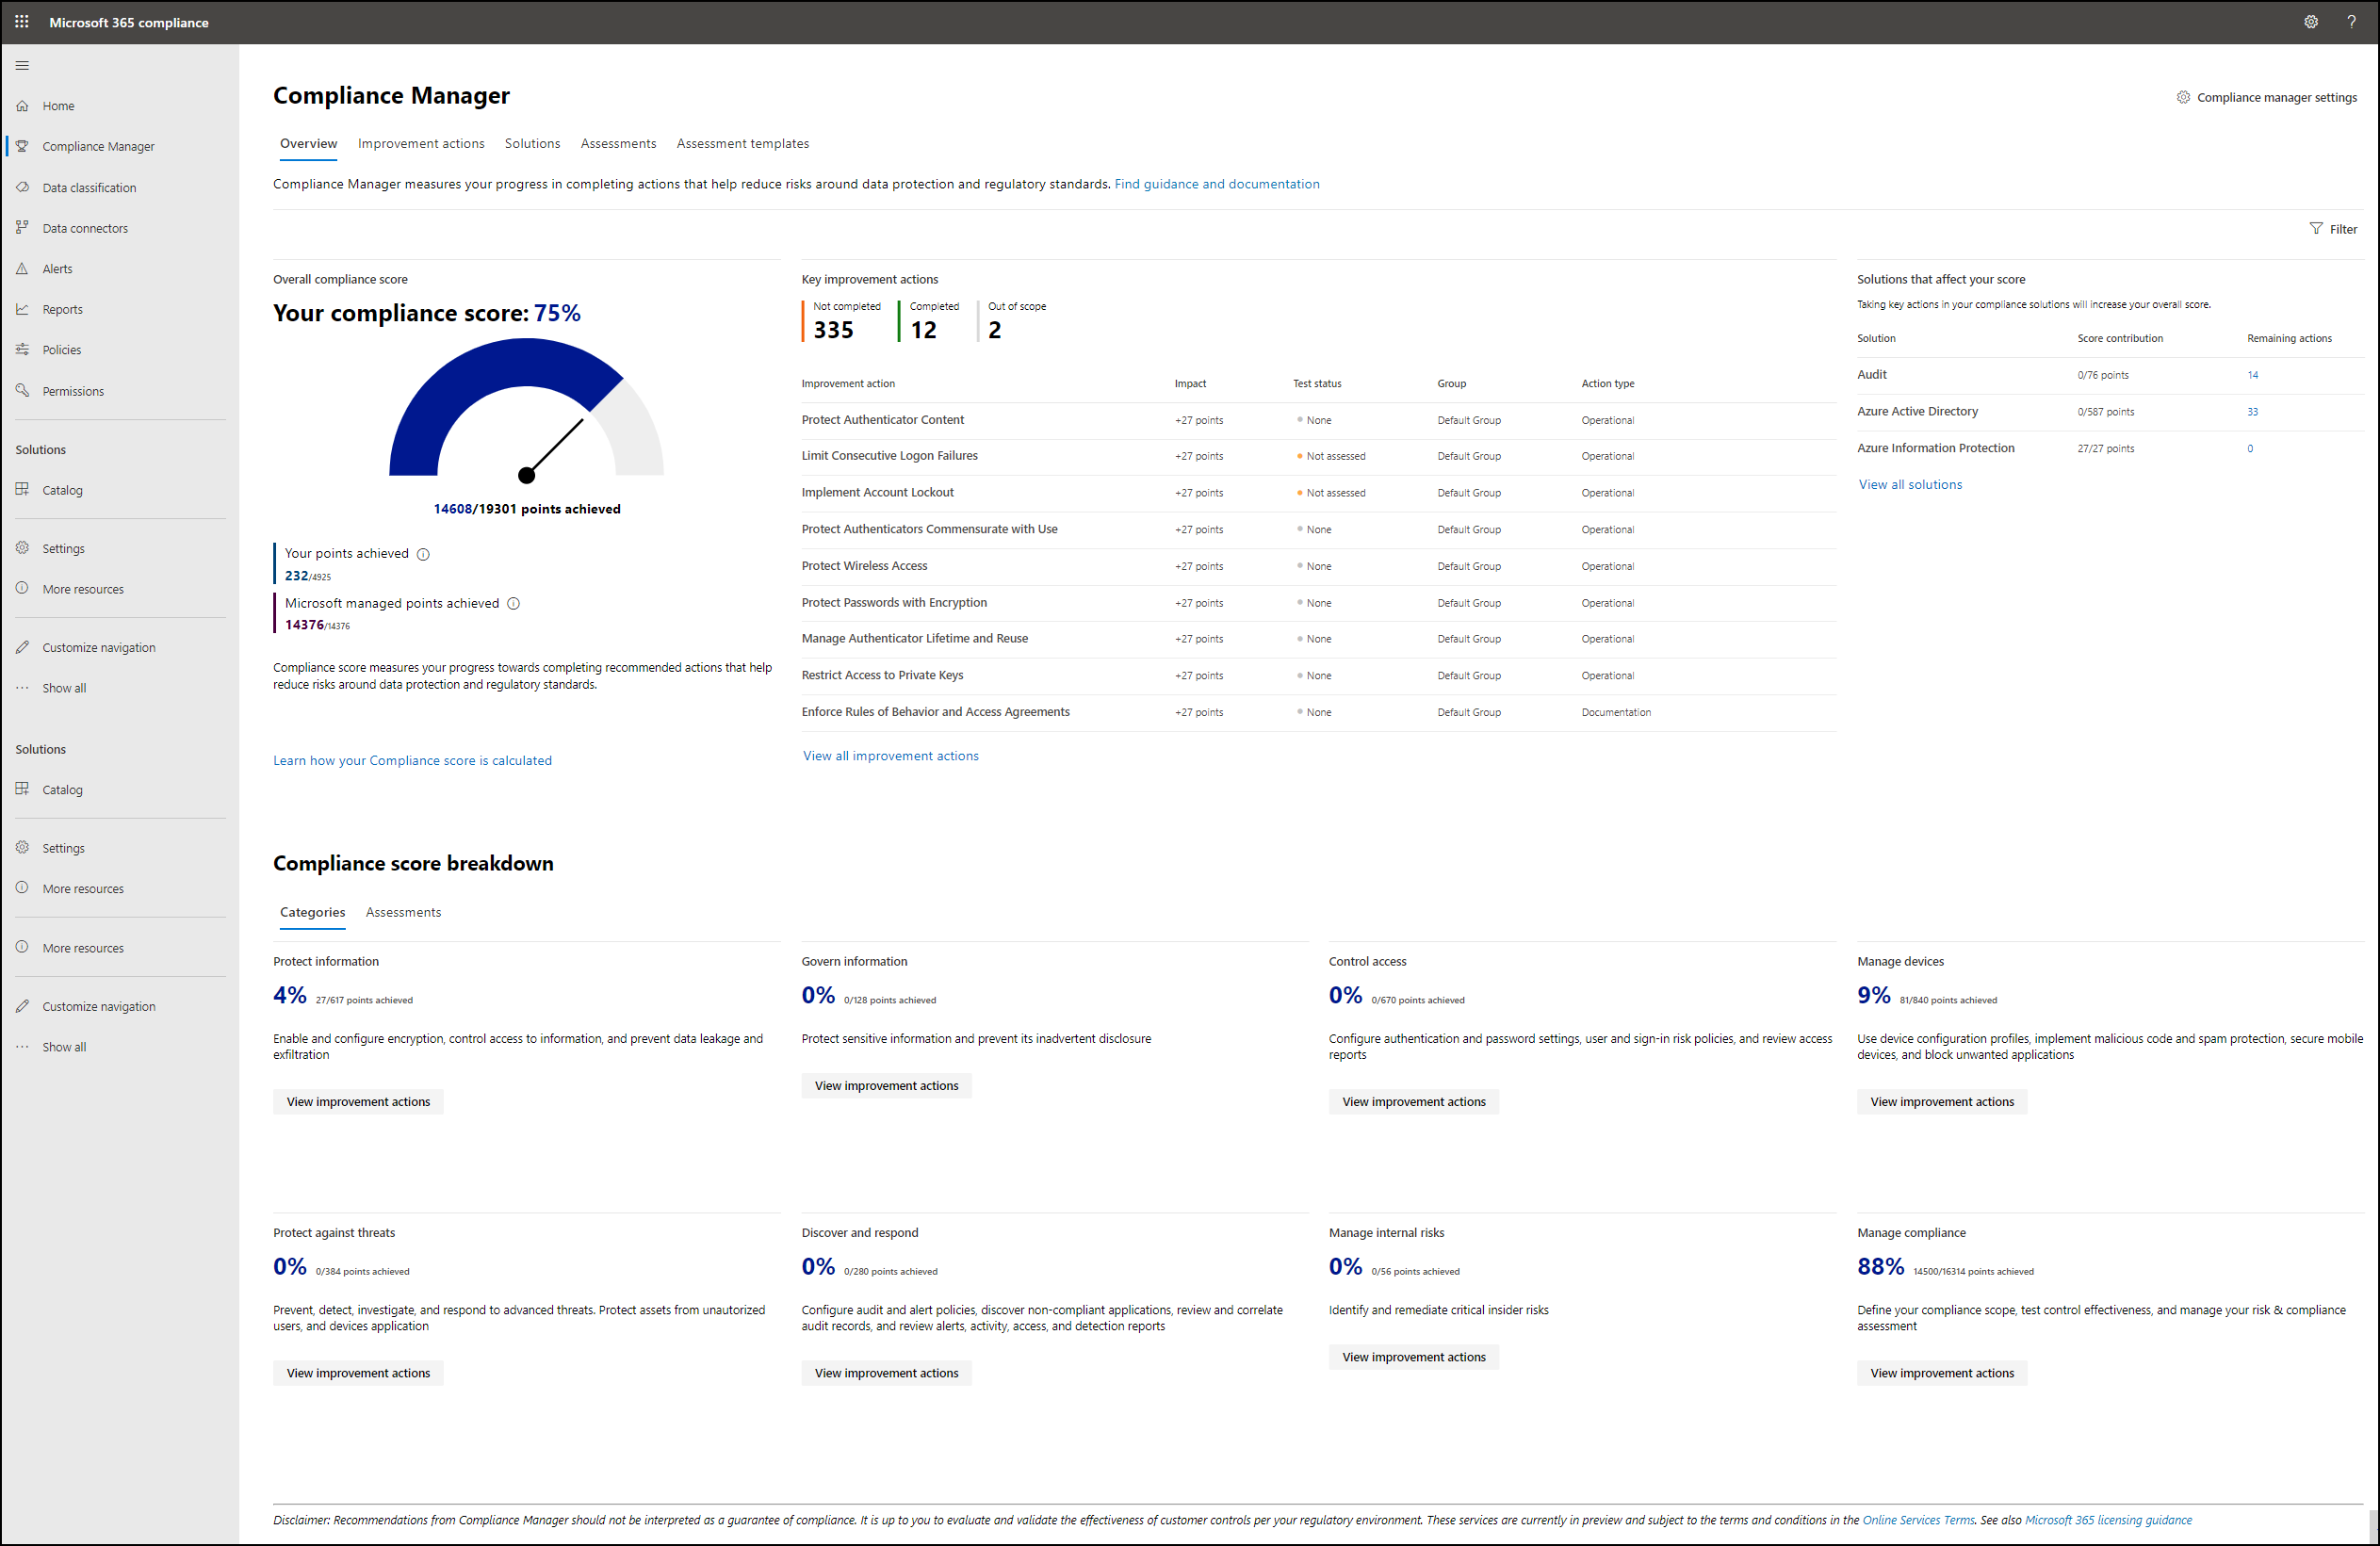 Microsoft 365 compliance
?
Home
Compliance Manager
Data classification
Data connectors
Alerts
Reports
Policies
Permissions
Solutions
Catalog
Settings
More resources
Customize navigation
Show all
Solutions
Catalog
Settings
More resources
More resources
Customize navigation
Show all
Compliance Manager
Compliance manager settings
Overview Improvement actions Solutions Assessments Assessment templates
Compliance Manager measures your progress in completing actions that help reduce risks around data protection and regulatory standards. Find guidance and documentation
Filter
Overall compliance score
Your compliance score: 75%
14608/19301 points achieved
Your points achieved
232/4925
Microsoft managed points achieved
14376/14376
Compliance score measures your progress towards completing recommended actions that help
reduce risks around data protection and regulatory standards.
Learn how your Compliance score is calculated
Key improvement actions
Not completed Completed Out of scope
335 12 2
Improvement action Impact Test status Group Action type
Protect Authenticator Content +27 points None Default Group Operational
Limit Consecutive Logon Failures +27 points Not assessed Default Group Operational
Implement Account Lockout +27 points Not assessed Default Group Operational
Protect Authenticators Commensurate with Use +27 points None Default Group Operational
Protect Wireless Access +27 points None Default Group Operational
Protect Passwords with Encryption +27 points None Default Group Operational
Manage Authenticator Lifetime and Reuse +27 points None Default Group Operational
Restrict Access to Private Keys +27 points None Default Group Operational
Enforce Rules of Behavior and Access Agreements +27 points None Default Group Documentation
View all improvement actions
Solutions that affect your score
Taking key actions in your compliance solutions will increase your overall score.
Solution Score contribution Remaining actions
Audit 0/76 points 14
Azure Active Directory 0/587 points 33
Azure Information Protection 27/27 points 0
View all solutions
Compliance score breakdown
Categories Assessments
Protect information
4% 27/617 points achieved
Enable and configure encryption, control access to information, and prevent data leakage and
exfiltration
View improvement actions
Govern information
0% 0/128 points achieved
Protect sensitive information and prevent its inadvertent disclosure
View improvement actions
Control access
0% 0/670 points achieved
Configure authentication and password settings, user and sign-in risk policies, and review access
reports
View improvement actions
Manage devices
9% 81/840 points achieved
Use device configuration profiles, implement malicious code and spam protection, secure mobile
devices, and block unwanted applications
View improvement actions
Protect against threats
0% 0/384 points achieved
Prevent, detect, investigate, and respond to advanced threats. Protect assets from unautorized
users, and devices application
View improvement actions
Discover and respond
0% 0/280 points achieved
Configure audit and alert policies, discover non-compliant applications, review and correlate
audit records, and review alerts, activity, access, and detection reports
View improvement actions
Manage internal risks
0% 0/56 points achieved
Identify and remediate critical insider risks
View improvement actions
Manage compliance
88% 14500/16314 points achieved
Define your compliance scope, test control effectiveness, and manage your risk & compliance
assessment
View improvement actions
Disclaimer: Recommendations from Compliance Manager should not be interpreted as a guarantee of compliance. It is up to you to evaluate and validate the effectiveness of customer controls per your regulatory environment. These services are currently in preview and subject to the terms and conditions in the Online Services Terms. See also Microsoft 365 licensing guidance